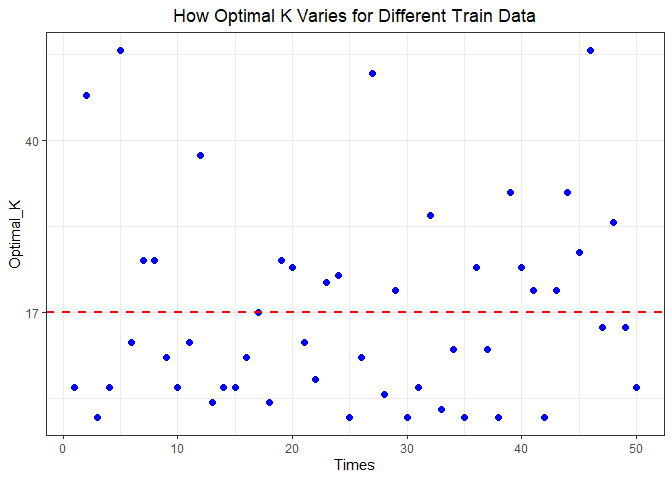 How Optimal K Varies for Different Train Data
Optimal_K
40
17
0 10 20 30 40 50
Times